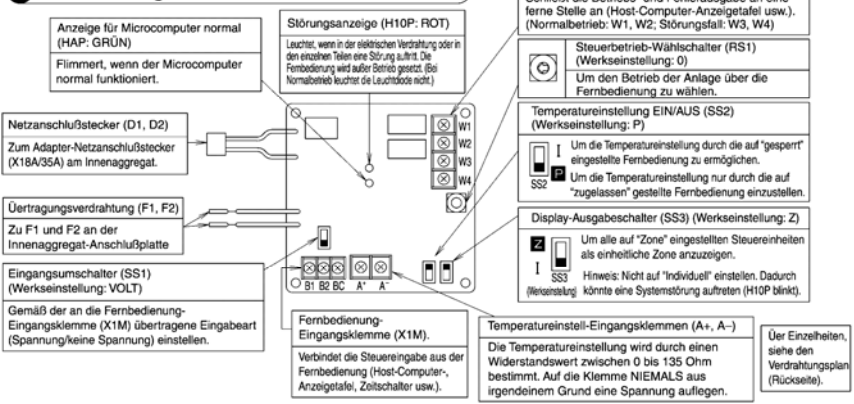 Anzeige für Microcomputer normal
(HAP: GRÜN)
Flimmert, wenn der Microcomputer
normal funktioniert.
Störungsanzeige (H10P: ROT)
Leuchtet, wenn in der elektrischen Verdrahtung oder in
den einzelnen Teilen eine Störung auftritt. Die
Fernbedienung wird außer Betrieb gesetzt. (Bei
Normalbetrieb leuchtet die Leuchtdiode nicht.)
ferne Stelle an (Host-Computer-Anzeigetafel usw.).
(Normalbetrieb: W1, W2; Störungsfall: W3, W4)
Steuerbetrieb-Wählschalter (RS1)
(Werkseinstellung: 0)
Um den Betrieb der Anlage über die
Fernbedienung zu wählen.
Netzanschlußstecker (D1, D2)
Zum Adapter-Netzanschlußstecker
(X18A/35A) am Innenaggregat.
W1
W2
W3
W4
Temperatureinstellung EIN/AUS (SS2)
(Werkseinstellung: P)
I
P
SS2
Um die Temperatureinstellung durch die auf "gesperrt"
eingestellte Fernbedienung zu ermöglichen.
Um die Temperatureinstellung nur durch die auf
"zugelassen" gestellte Fernbedienung einzustellen.
Üertragungsverdrahtung (F1, F2)
Zu F1 und F2 an der
Innenaggregat-Anschlußplatte
Display-Ausgabeschalter (SS3) (Werkseinstellung: Z)
Z
I
SS3
(Werkseinstellung)
Um alle auf "Zone" eingestellten Steuereinheiten
als einheitliche Zone anzuzeigen.
Hinweis: Nicht auf "Individuell" einstellen. Dadurch
könnte eine Systemstörung auftreten (H10P blinkt).
Eingangsumschalter (SS1)
(Werkseinstellung: VOLT)
Gemäß der an die Fernbedienung-
Eingangsklemme (X1M) übertragene Eingabeart
(Spannung/keine Spannung) einstellen.
B1 B2 BC A+ A-
Fernbedienung-
Eingangsklemme (X1M).
Verbindet die Steuereingabe aus der
Fernbedienung (Host-Computer-,
Anzeigetafel, Zeitschalter usw.).
Temperatureinstell-Eingangsklemmen (A+, A–)
Die Temperatureinstellung wird durch einen
Widerstandswert zwischen 0 bis 135 Ohm
bestimmt. Auf die Klemme NIEMALS aus
irgendeinem Grund eine Spannung auflegen.
Üer Einzelheiten,
siehe den
Verdrahtungsplan
(Rückseite).